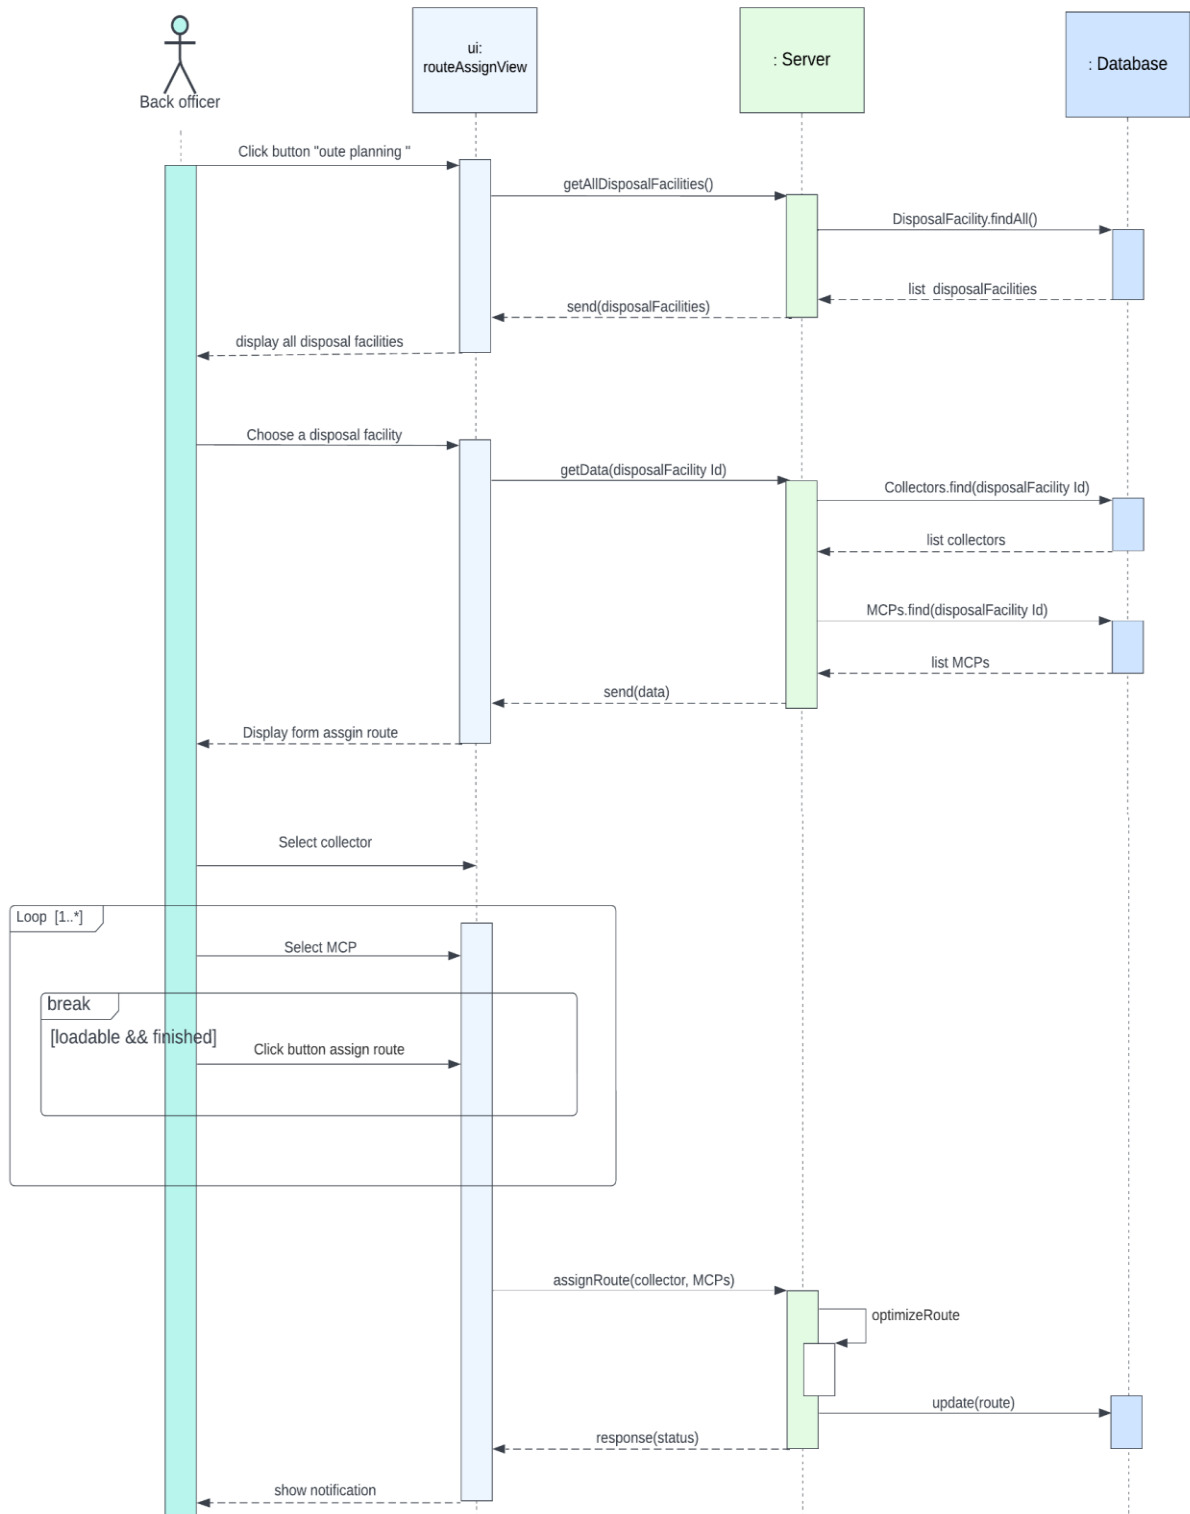 Back officer
ui:
routeAssignView
: Server
: Database
Click button "oute planning "
getAllDisposalFacilities()
DisposalFacility.findAll()
list  disposalFacilities
send(disposalFacilities)
display all disposal facilities
Choose a disposal facility
getData(disposalFacility Id)
Collectors.find(disposalFacility Id)
list collectors
MCPs.find(disposalFacility Id)
list MCPs
send(data)
Display form assgin route
Select collector
Loop  [1..*]
Select MCP
break
[loadable && finished]
Click button assign route
assignRoute(collector, MCPs)
optimizeRoute
update(route)
response(status)
show notification